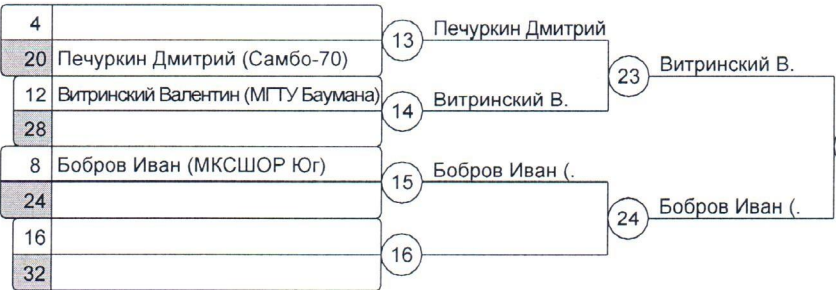 4
20 Печуркин Дмитрий (Самбо-70)
12 Витринский Валентин (МГТУ Баумана)
28
8 Бобров Иван (МКСШОР Юг)
24
16
32
13 Печуркин Дмитрий
14 Витринский В.
15 Бобров Иван (.
16
23 Витринский В.
24 Бобров Иван (.